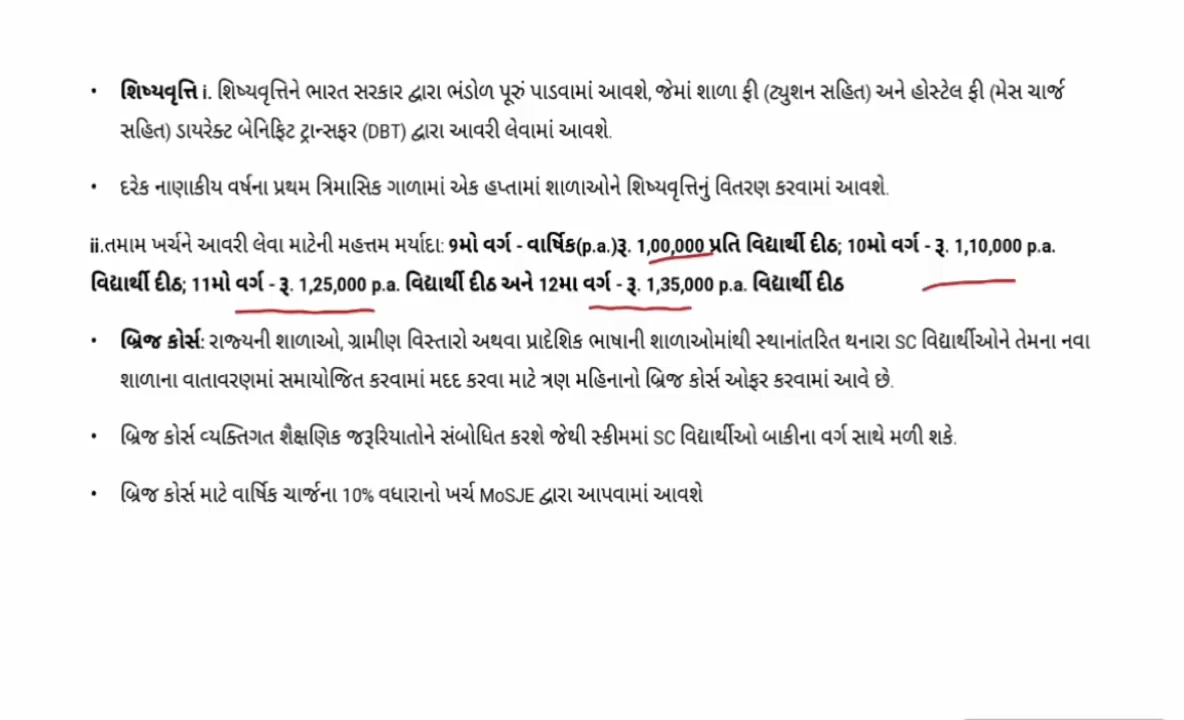 • શિષ્યવૃત્તિ i. શિષ્યવૃત્તિને ભારત સરકાર દ્વારા ભંડોળ પૂરું પાડવામાં આવશે, જેમાં શાળા ફી (ટ્યુશન સહિત) અને હોસ્ટેલ ફી (મેસ ચાર્જ
સહિત) ડાયરેક્ટ બેનિફિટ ટ્રાન્સફર (DBT) દ્વારા આવરી લેવામાં આવશે.
• દરેક નાણાકીય વર્ષના પ્રથમ ત્રિમાસિક ગાળામાં એક હપ્તામાં શાળાઓને શિષ્યવૃત્તિનું વિતરણ કરવામાં આવશે.
ii.તમામ ખર્ચને આવરી લેવા માટેની મહત્તમ મર્યાદા: 9મો વર્ગ - વાર્ષિક(p.a.)રૂ. 1,00,000 પ્રતિ વિદ્યાર્થી દીઠ; 10મો વર્ગ - રૂ. 1,10,000 p.a.
વિદ્યાર્થી દીઠ; 11મો વર્ગ - રૂ. 1,25,000 p.a. વિદ્યાર્થી દીઠ અને 12મા વર્ગ - રૂ. 1,35,000 p.a. વિદ્યાર્થી દીઠ
• બ્રિજ કોર્સ: રાજ્યની શાળાઓ, ગ્રામીણ વિસ્તારો અથવા પ્રાદેશિક ભાષાની શાળાઓમાંથી સ્થાનાંતરિત થનારા SC વિદ્યાર્થીઓને તેમના નવા
શાળાના વાતાવરણમાં સમાયોજિત કરવામાં મદદ કરવા માટે ત્રણ મહિનાનો બ્રિજ કોર્સ ઓફર કરવામાં આવે છે.
• બ્રિજ કોર્સ વ્યક્તિગત શૈક્ષણિક જરૂરિયાતોને સંબોધિત કરશે જેથી સ્કીમમાં SC વિદ્યાર્થીઓ બાકીના વર્ગ સાથે મળી શકે.
• બ્રિજ કોર્સ માટે વાર્ષિક ચાર્જના 10% વધારાનો ખર્ચ MoSJE દ્વારા આપવામાં આવશે